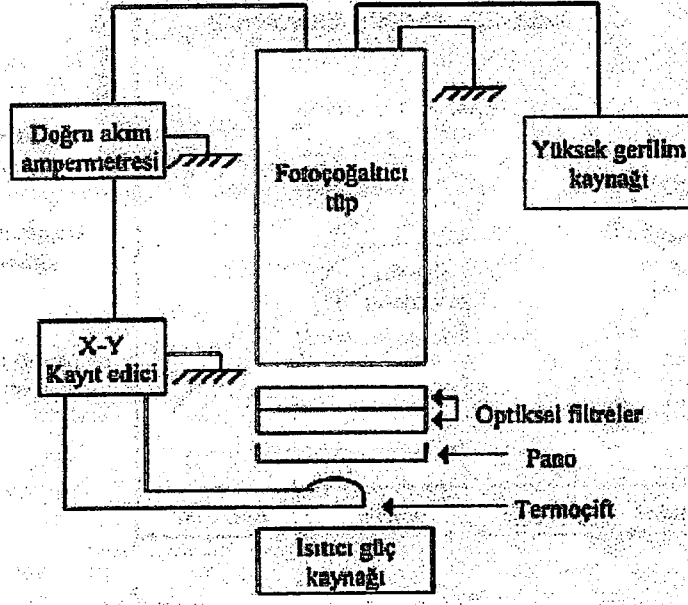 Doğru akım
ampermetresi
Fotoçoğaltıcı
tüp
Yüksek gerilim
kaynağı
X-Y
Kayıt edici
Optiksel filtreler
Pano
Termoçift
Isıtıcı güç
kaynağı